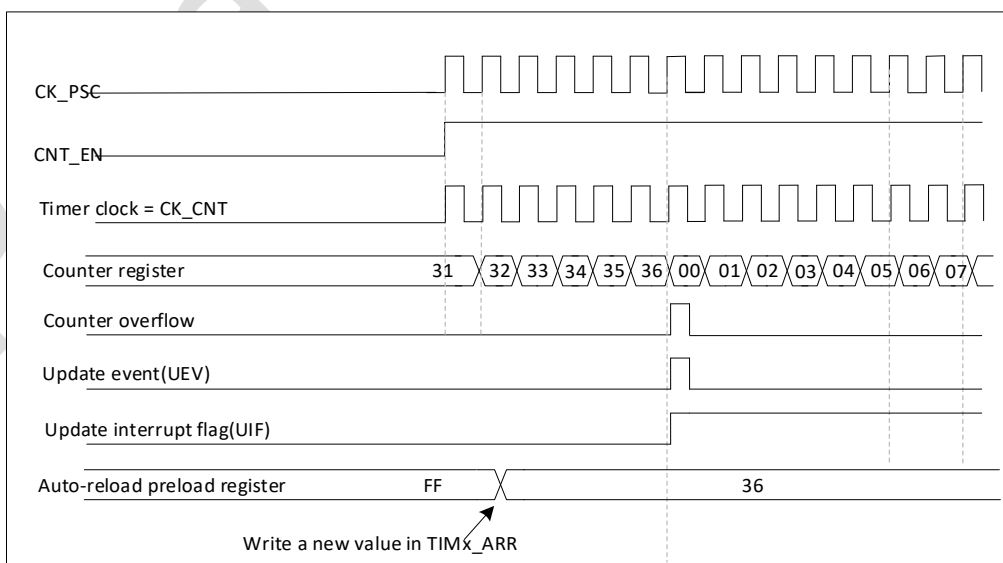 CK_PSC
CNT_EN
Timer clock = CK_CNT
Counter register 31 32 33 34 35 36 00 01 02 03 04 05 06 07
Counter overflow
Update event(UEV)
Update interrupt flag(UIF)
Auto-reload preload register FF 36
Write a new value in TIMx_ARR